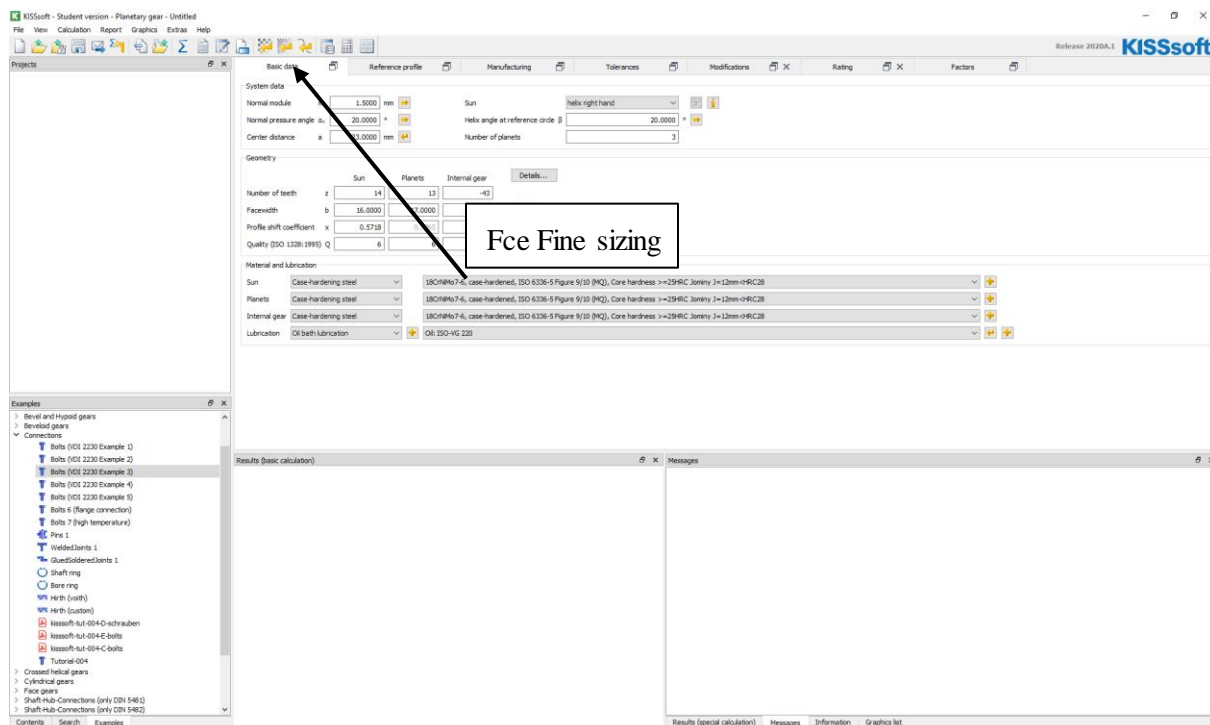 KISSsoft - Student version - Planetary gear - Untitled
File View Calculation Report Graphics Extras Help
Release 2020A.1 KISSsoft
Projects
Basic data Reference profile Manufacturing Tolerances Modifications Rating Factors
System data
Normal module 1.5000 mm Sun helix right hand
Normal pressure angle αₙ 20.0000 ° Helix angle at reference circle β 20.0000 °
Center distance a 23.0000 mm Number of planets 3
Geometry
Sun Planets Internal gear Details...
Number of teeth z 14 13 -43
Facewidth b 16.0000
Profile shift coefficient x 0.5718
Quality (ISO 1328:1995) Q 6 6
Fce Fine sizing
Material and lubrication
Sun Case-hardening steel 18CrNiMo7-6, case-hardened, ISO 6336-5 Figure 9/10 (MQ), Core hardness >=25HRC Jominy J=12mm<HRC28
Planets Case-hardening steel 18CrNiMo7-6, case-hardened, ISO 6336-5 Figure 9/10 (MQ), Core hardness >=25HRC Jominy J=12mm<HRC28
Internal gear Case-hardening steel 18CrNiMo7-6, case-hardened, ISO 6336-5 Figure 9/10 (MQ), Core hardness >=25HRC Jominy J=12mm<HRC28
Lubrication Oil bath lubrication Oil: ISO-VG 220
Examples
Bevel and Hypoid gears
Beveloid gears
Connections
Bolts (VDI 2230 Example 1)
Bolts (VDI 2230 Example 2)
Bolts (VDI 2230 Example 3)
Bolts (VDI 2230 Example 4)
Bolts (VDI 2230 Example 5)
Bolts 6 (flange connection)
Bolts 7 (high temperature)
Pins 1
WeldedJoints 1
GluedSolderedJoints 1
Shaft ring
Bore ring
Hirth (voith)
Hirth (custom)
kisssoft-tut-004-D-schrauben
kisssoft-tut-004-E-bolts
kisssoft-tut-004-C-bolts
Tutorial-004
Crossed helical gears
Cylindrical gears
Face gears
Shaft-Hub-Connections (only DIN 5481)
Shaft-Hub-Connections (only DIN 5482)
Contents Search Examples
Results (basic calculation)
Messages
Results (special calculation) Messages Information Graphics list